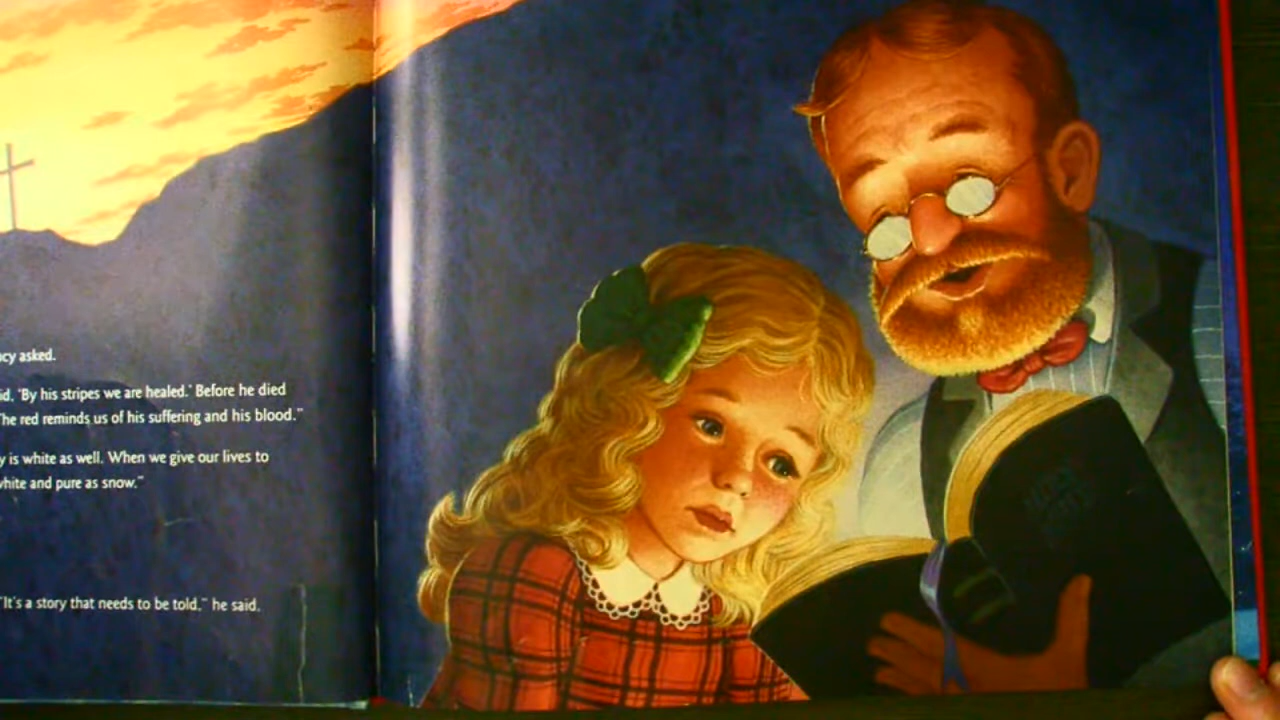 cy asked.
id, 'By his stripes we are healed.' Before he died
The red reminds us of his suffering and his blood."
y is white as well. When we give our lives to
white and pure as snow."
"It's a story that needs to be told," he said.